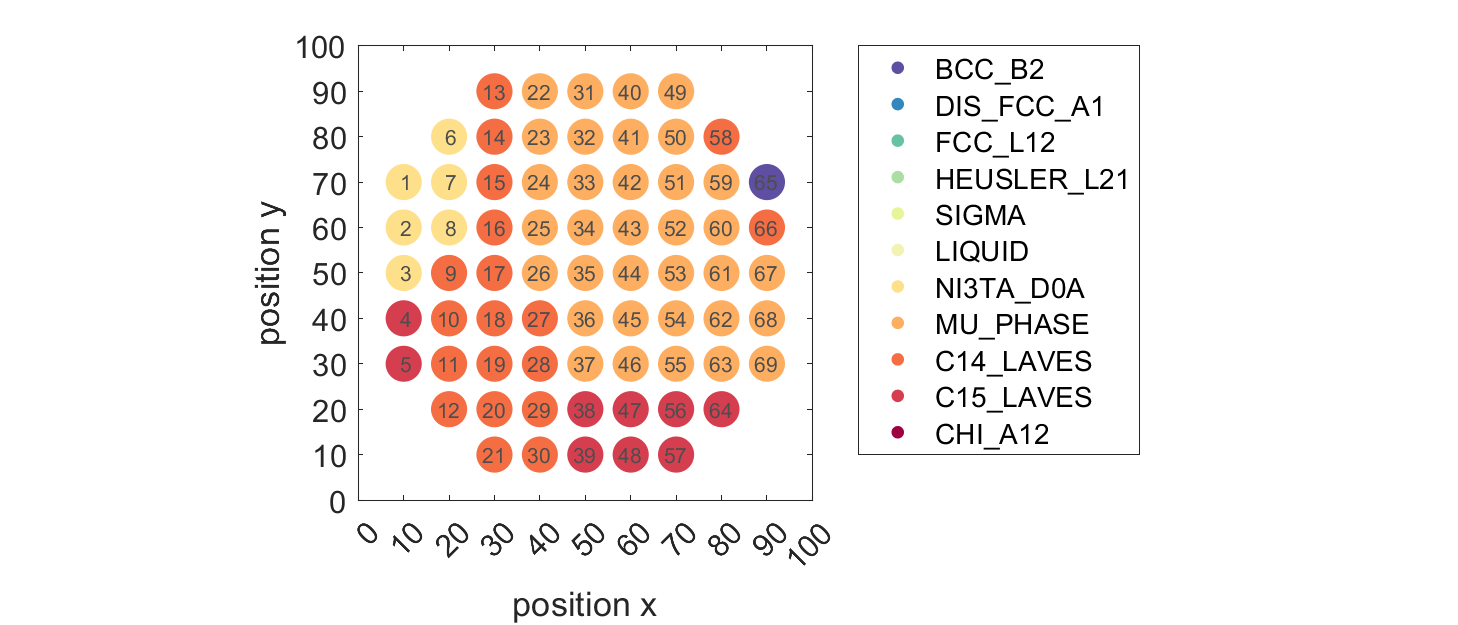 100
90 13 22 31 40 49
80 6 14 23 32 41 50 58
70 1 7 15 24 33 42 51 59 65
60 2 8 16 25 34 43 52 60 66
50 3 9 17 26 35 44 53 61 67
40 4 10 18 27 36 45 54 62 68
30 5 11 19 28 37 46 55 63 69
20 12 20 29 38 47 56 64
10 21 30 39 48 57
0
0 10 20 30 40 50 60 70 80 90 100
position x
position y
BCC_B2
DIS_FCC_A1
FCC_L12
HEUSLER_L21
SIGMA
LIQUID
NI3TA_D0A
MU_PHASE
C14_LAVES
C15_LAVES
CHI_A12